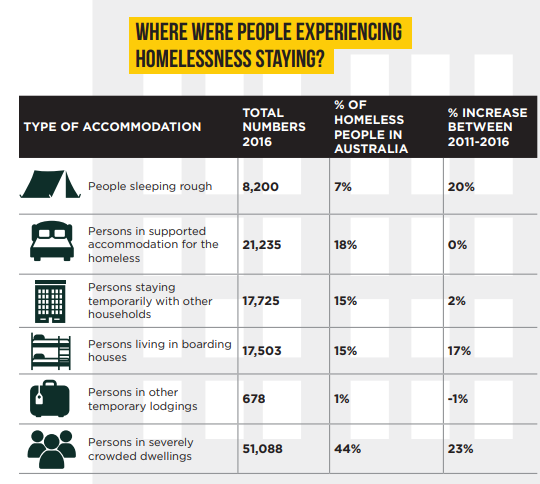 WHERE WERE PEOPLE EXPERIENCING
HOMELESSNESS STAYING?
TYPE OF ACCOMMODATION
TOTAL
NUMBERS
2016
% OF
HOMELESS
PEOPLE IN
AUSTRALIA
% INCREASE
BETWEEN
2011-2016
People sleeping rough
8,200
7%
20%
Persons in supported
accommodation for the
homeless
21,235
18%
0%
Persons staying
temporarily with other
households
17,725
15%
2%
Persons living in boarding
houses
17,503
15%
17%
Persons in other
temporary lodgings
678
1%
-1%
Persons in severely
crowded dwellings
51,088
44%
23%